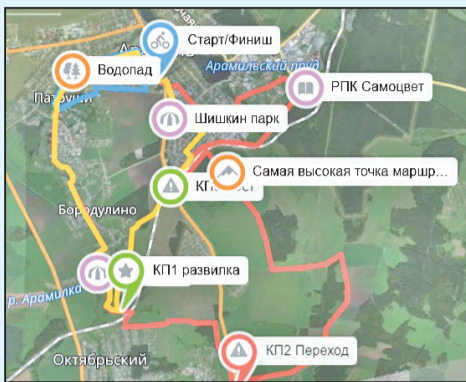 Старт/Финиш
Водопад
Арамильский пруд
РПК Самоцвет
Шишкин парк
Самая высокая точка маршр...
Бородулино
КП1 развилка
р. Арамилка
КП2 Переход
Октябрьский